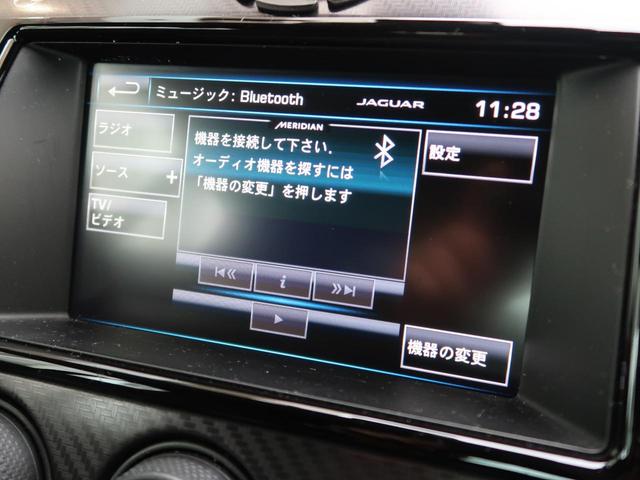 ミュージック: Bluetooth
JAGUAR
11:28
ラジオ
MERIDIAN
機器を接続して下さい.
設定
ソース +
オーディオ機器を探すには
「機器の変更」を押します
TV/
ビデオ
i
機器の変更